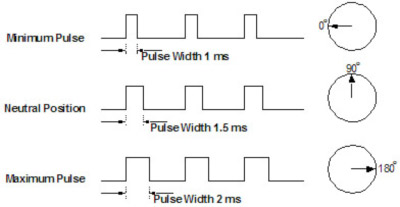 Minimum Pulse
0°
Pulse Width 1 ms
90°
Neutral Position
Pulse Width 1.5 ms
Maximum Pulse
180°
Pulse Width 2 ms